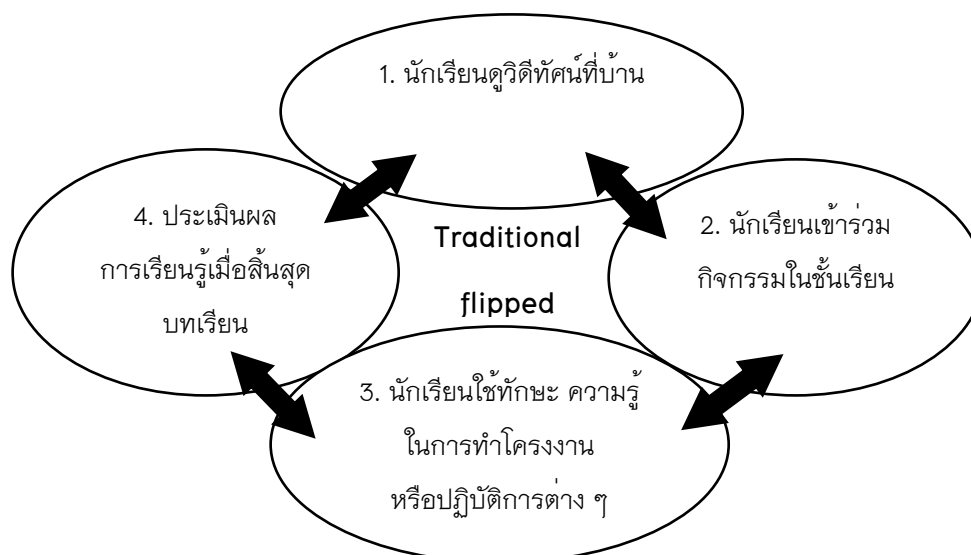 1. นักเรียนดูวิดีทัศน์ที่บ้าน
4. ประเมินผล
การเรียนรู้เมื่อสิ้นสุด
บทเรียน
Traditional
flipped
2. นักเรียนเข้าร่วม
กิจกรรมในชั้นเรียน
3. นักเรียนใช้ทักษะ ความรู้
ในการทำโครงงาน
หรือปฏิบัติการต่าง ๆ